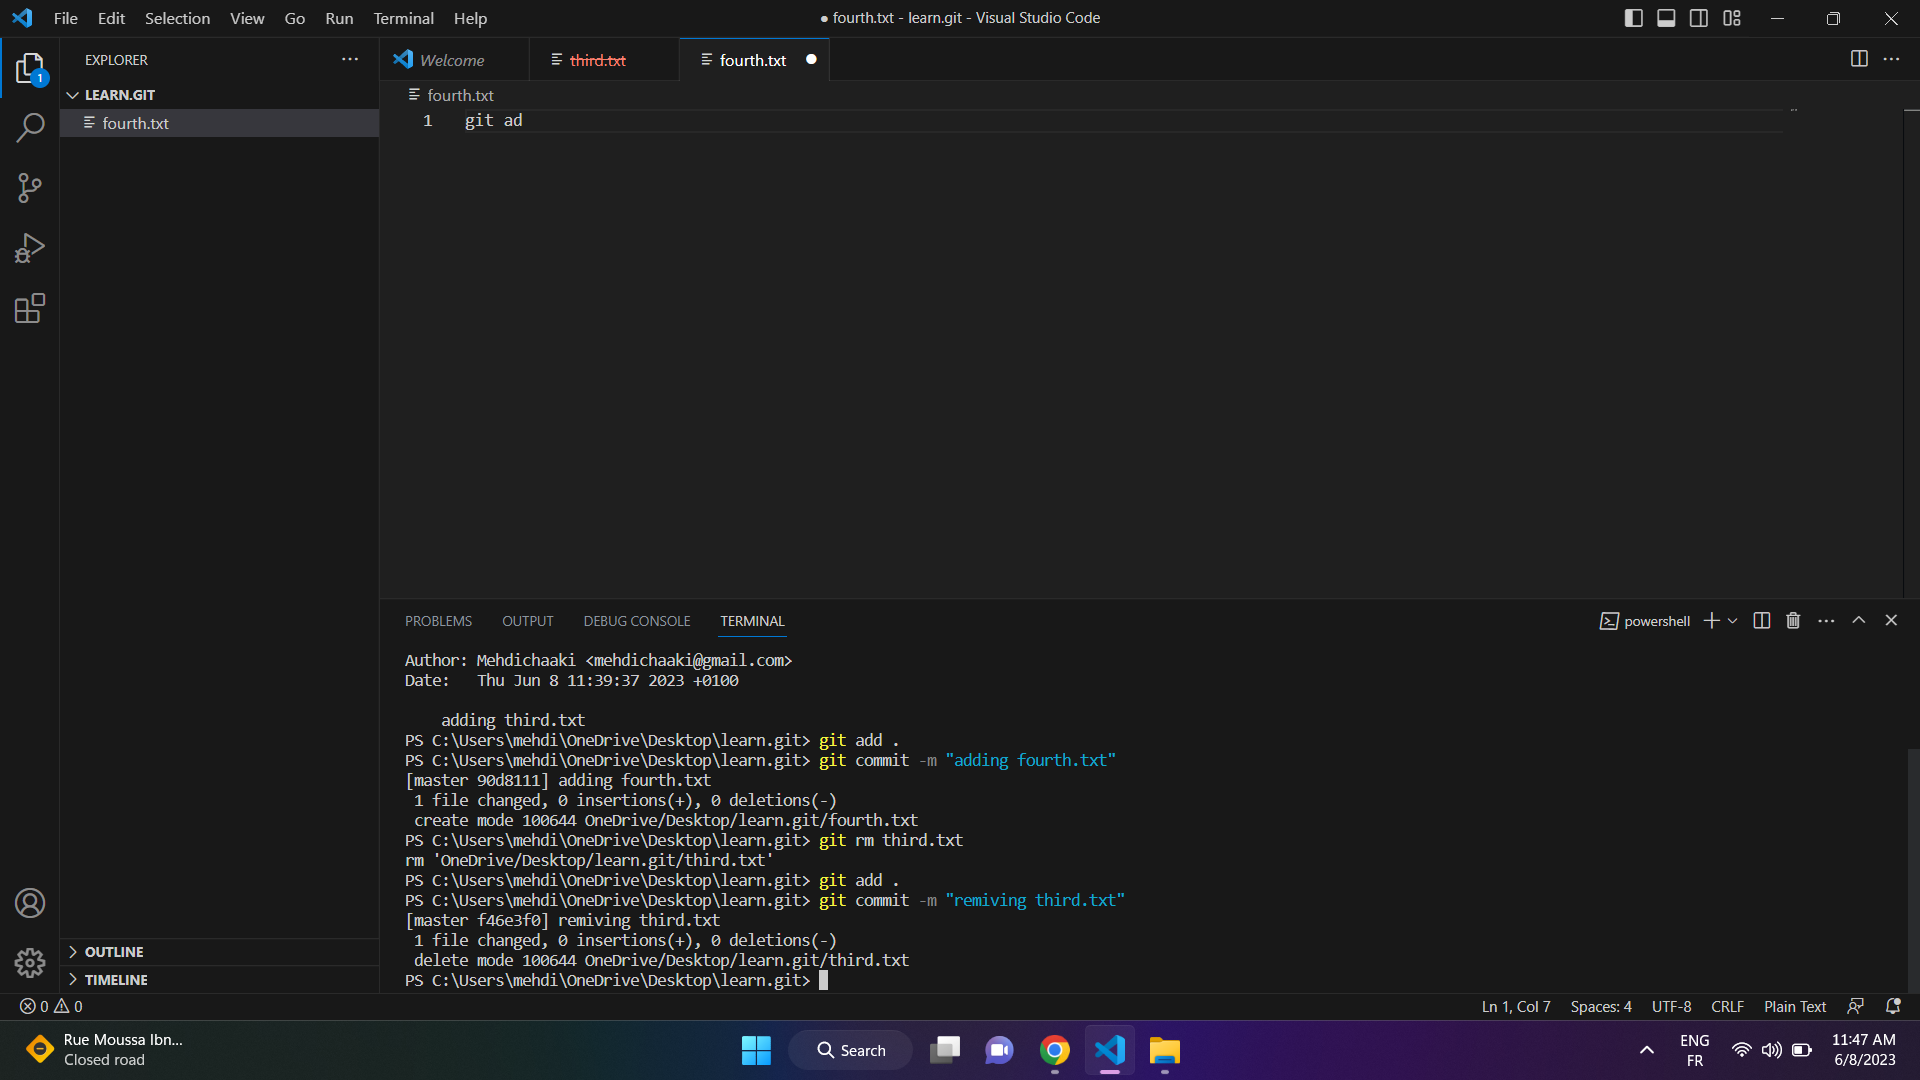 File Edit Selection View Go Run Terminal Help
● fourth.txt - learn.git - Visual Studio Code
EXPLORER
Welcome
third.txt
fourth.txt
1
LEARN.GIT
fourth.txt
fourth.txt
1 git ad
PROBLEMS OUTPUT DEBUG CONSOLE TERMINAL
powershell
Author: Mehdichaaki <mehdichaaki@gmail.com>
Date: Thu Jun 8 11:39:37 2023 +0100
adding third.txt
PS C:\Users\mehdi\OneDrive\Desktop\learn.git> git add .
PS C:\Users\mehdi\OneDrive\Desktop\learn.git> git commit -m "adding fourth.txt"
[master 90d8111] adding fourth.txt
1 file changed, 0 insertions(+), 0 deletions(-)
create mode 100644 OneDrive/Desktop/learn.git/fourth.txt
PS C:\Users\mehdi\OneDrive\Desktop\learn.git> git rm third.txt
rm 'OneDrive/Desktop/learn.git/third.txt'
PS C:\Users\mehdi\OneDrive\Desktop\learn.git> git add .
PS C:\Users\mehdi\OneDrive\Desktop\learn.git> git commit -m "remiving third.txt"
[master f46e3f0] remiving third.txt
1 file changed, 0 insertions(+), 0 deletions(-)
delete mode 100644 OneDrive/Desktop/learn.git/third.txt
PS C:\Users\mehdi\OneDrive\Desktop\learn.git>
OUTLINE
TIMELINE
0 0
Ln 1, Col 7 Spaces: 4 UTF-8 CRLF Plain Text
Rue Moussa Ibn...
Closed road
Search
ENG
FR
11:47 AM
6/8/2023